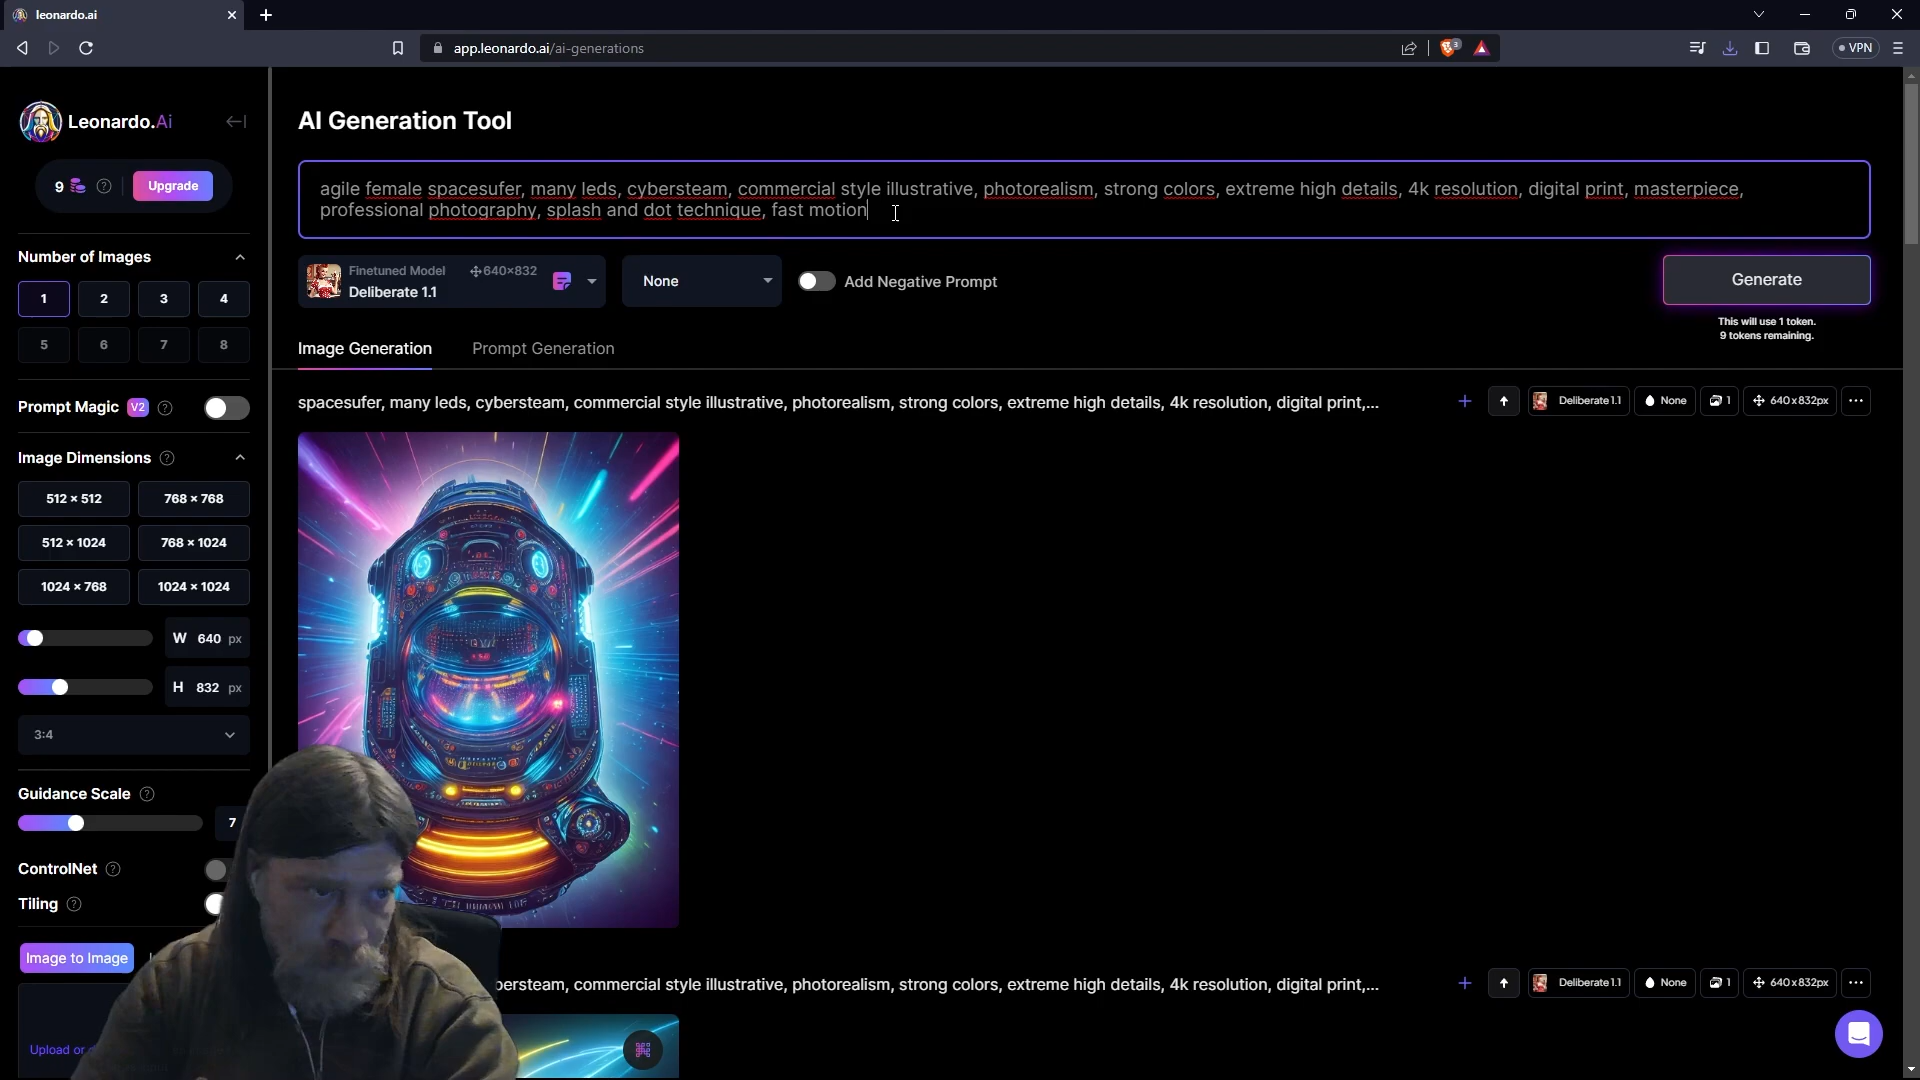 leonardo.ai
app.leonardo.ai/ai-generations
3
VPN
Leonardo.Ai
9
Upgrade
Number of Images
1 2 3 4
5 6 7 8
Prompt Magic V2
Image Dimensions
512 × 512 768 × 768
512 × 1024 768 × 1024
1024 × 768 1024 × 1024
W 640 px
H 832 px
3:4
Guidance Scale
7
ControlNet
Tiling
Image to Image
Upload or
AI Generation Tool
agile female spacesufer, many leds, cybersteam, commercial style illustrative, photorealism, strong colors, extreme high details, 4k resolution, digital print, masterpiece,
professional photography, splash and dot technique, fast motion
Finetuned Model 640×832
Deliberate 1.1
None
Add Negative Prompt
Generate
This will use 1 token.
9 tokens remaining.
Image Generation Prompt Generation
spacesufer, many leds, cybersteam, commercial style illustrative, photorealism, strong colors, extreme high details, 4k resolution, digital print,...
Deliberate 1.1 None 1 640x832px
bersteam, commercial style illustrative, photorealism, strong colors, extreme high details, 4k resolution, digital print,...
Deliberate 1.1 None 1 640x832px